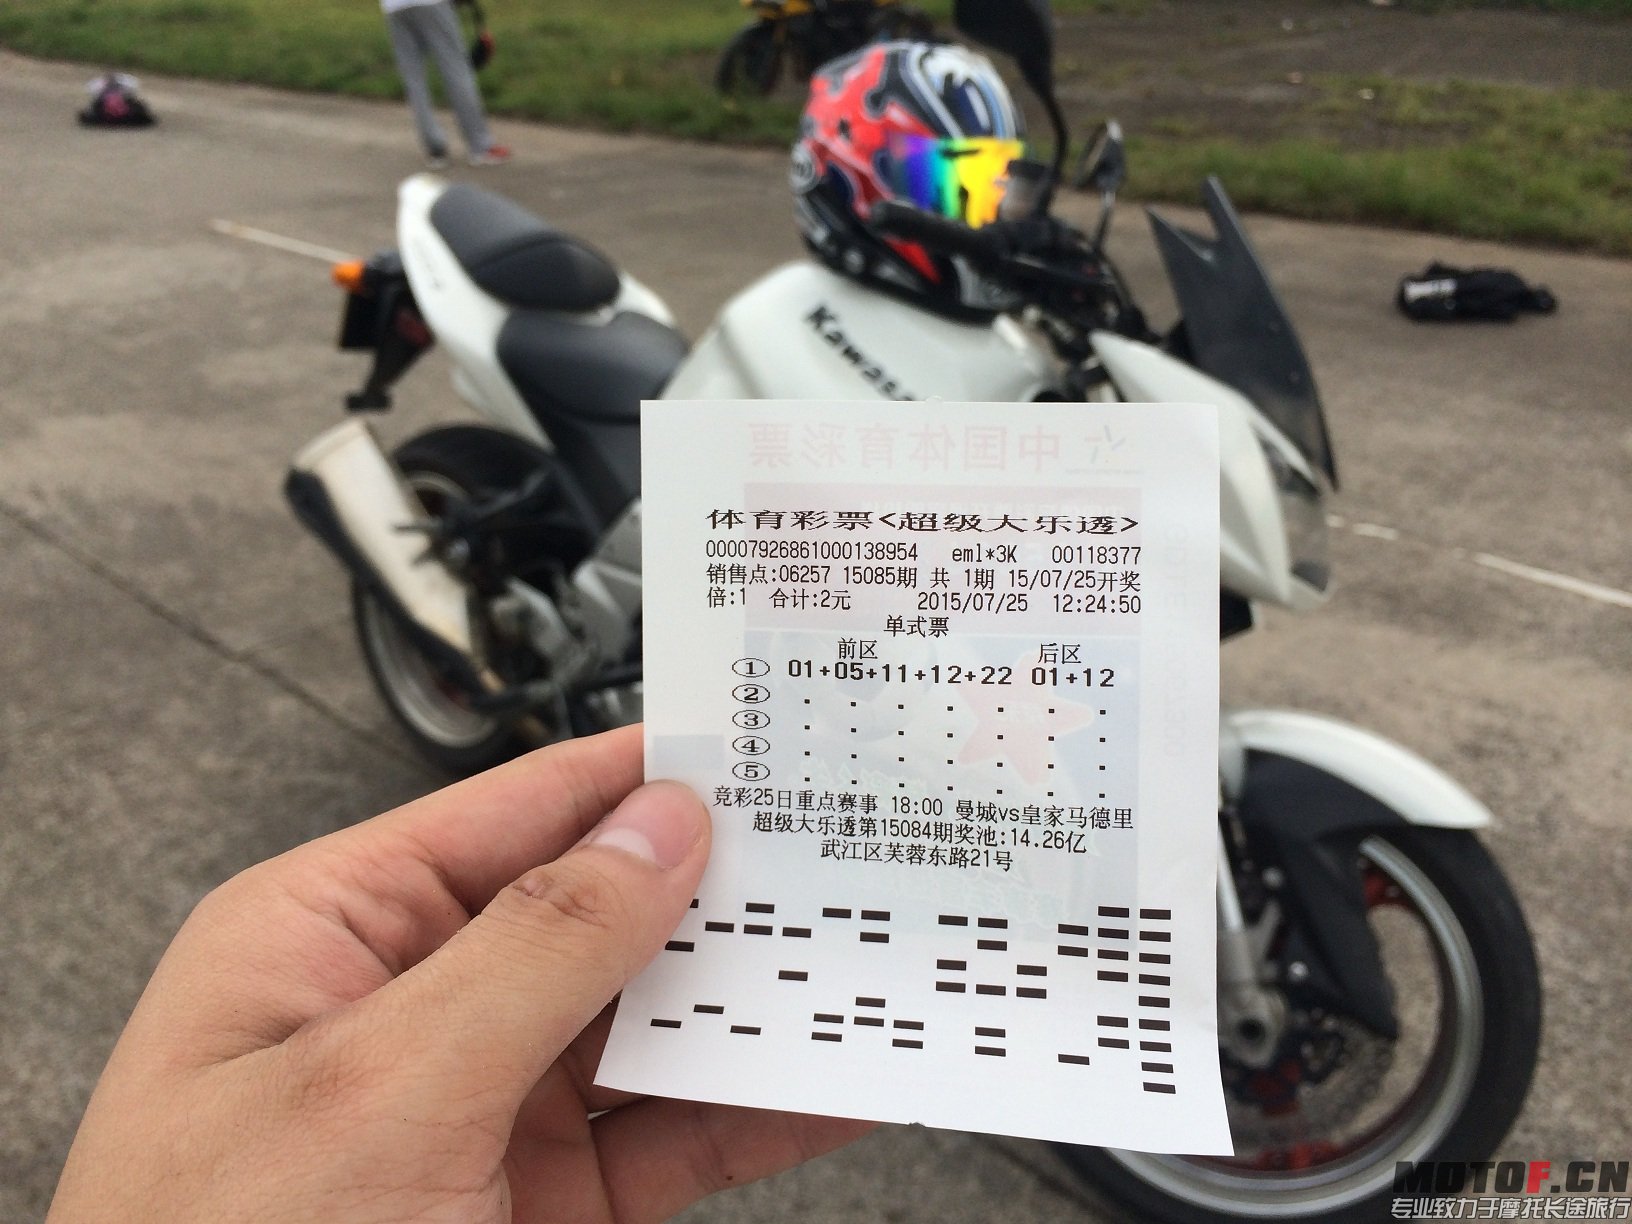 Kawasa
中国体育彩票
体育彩票<超级大乐透>
00007926861000138954 eml*3K 00118377
销售点:06257 15085期 共 1期 15/07/25开奖
倍:1 合计:2元 2015/07/25 12:24:50
单式票
前区 后区
① 01+05+11+12+22 01+12
②
③
④
⑤
竞彩25日重点赛事 18:00 曼城vs皇家马德里
超级大乐透第15084期奖池:14.26亿
武江区芙蓉东路21号
MOTOF.CN
专业致力于摩托长途旅行